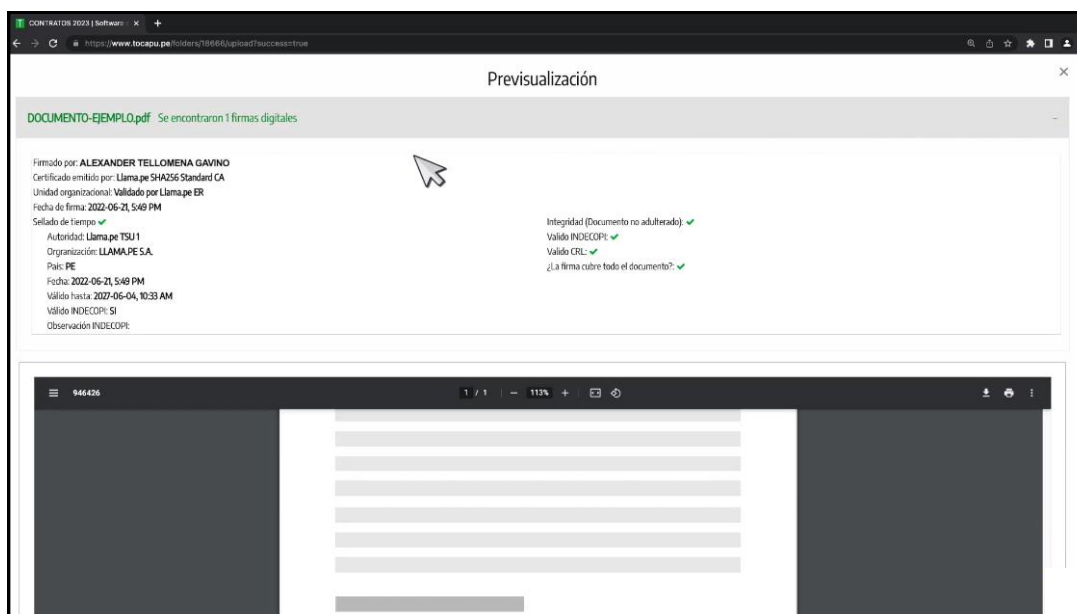 CONTRATOS 2023 | Software
https://www.tocapu.pe/folders/18666/upload?success=true
Previsualización
DOCUMENTO-EJEMPLO.pdf Se encontraron 1 firmas digitales
Firmado por: ALEXANDER TELLOMENA GAVINO
Certificado emitido por: Llama.pe SHA256 Standard CA
Unidad organizacional: Validado por Llama.pe ER
Fecha de firma: 2022-06-21, 5:49 PM
Sellado de tiempo ✔
Autoridad: Llama.pe TSU 1
Orgranización: LLAMA.PE S.A.
Pais: PE
Fecha: 2022-06-21, 5:49 PM
Válido hasta: 2027-06-04, 10:33 AM
Válido INDECOPI: SI
Observación INDECOPI:
Integridad (Documento no adulterado): ✔
Valido INDECOPI: ✔
Valido CRL: ✔
¿La firma cubre todo el documento?: ✔
946426
1 / 1 | − 113% +